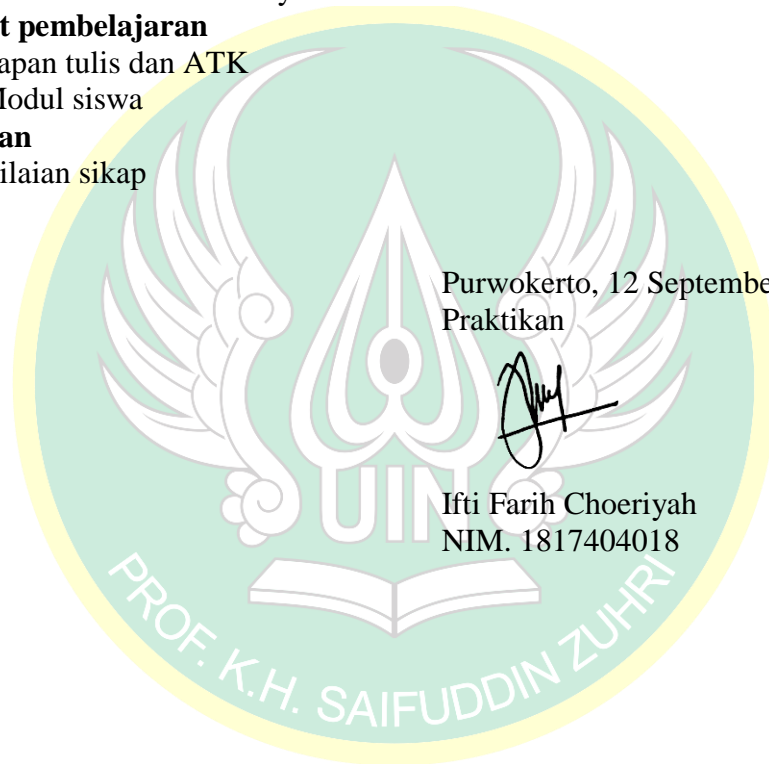 t pembelajaran
apan tulis dan ATK
Modul siswa
an
ilaian sikap
Purwokerto, 12 Septembe
Praktikan
Ifti Farih Choeriyah
NIM. 1817404018
UIN
PROF. K.H. SAIFUDDIN ZUHRI